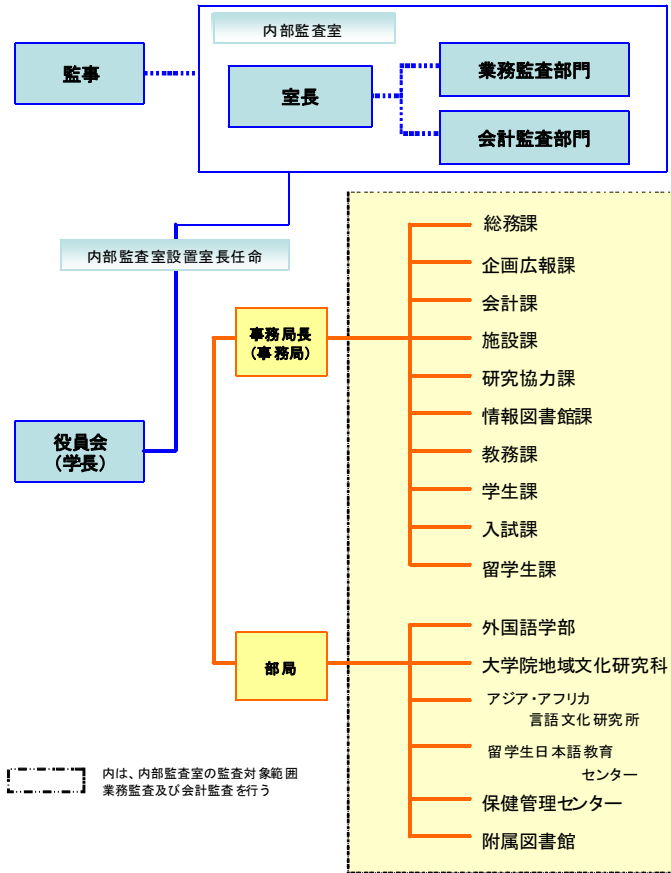 内部監査室
監事
室長
業務監査部門
会計監査部門
内部監査室設置室長任命
役員会
(学長)
事務局長
(事務局)
総務課
企画広報課
会計課
施設課
研究協力課
情報図書館課
教務課
学生課
入試課
留学生課
部局
外国語学部
大学院地域文化研究科
アジア・アフリカ
言語文化研究所
留学生日本語教育
センター
保健管理センター
附属図書館
内は、内部監査室の監査対象範囲
業務監査及び会計監査を行う